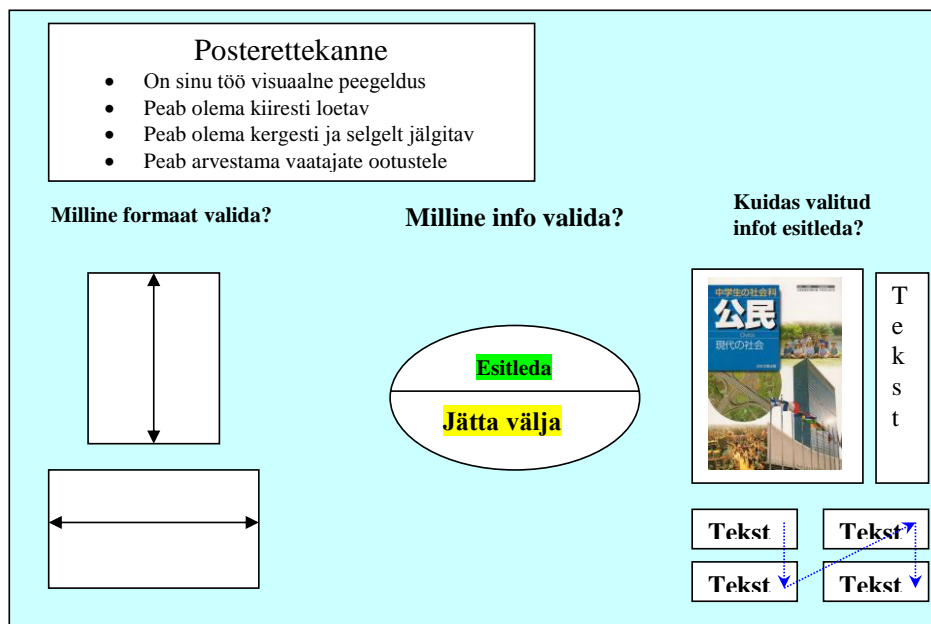 Posterettekanne
• On sinu töö visuaalne peegeldus
• Peab olema kiiresti loetav
• Peab olema kergesti ja selgelt jälgitav
• Peab arvestama vaatajate ootustele
Milline formaat valida?
Milline info valida?
Kuidas valitud
infot esitleda?
Esitleda
Jätta välja
中学生の社会科
公民
現代の社会
T
e
k
s
t
Tekst
Tekst
Tekst
Tekst